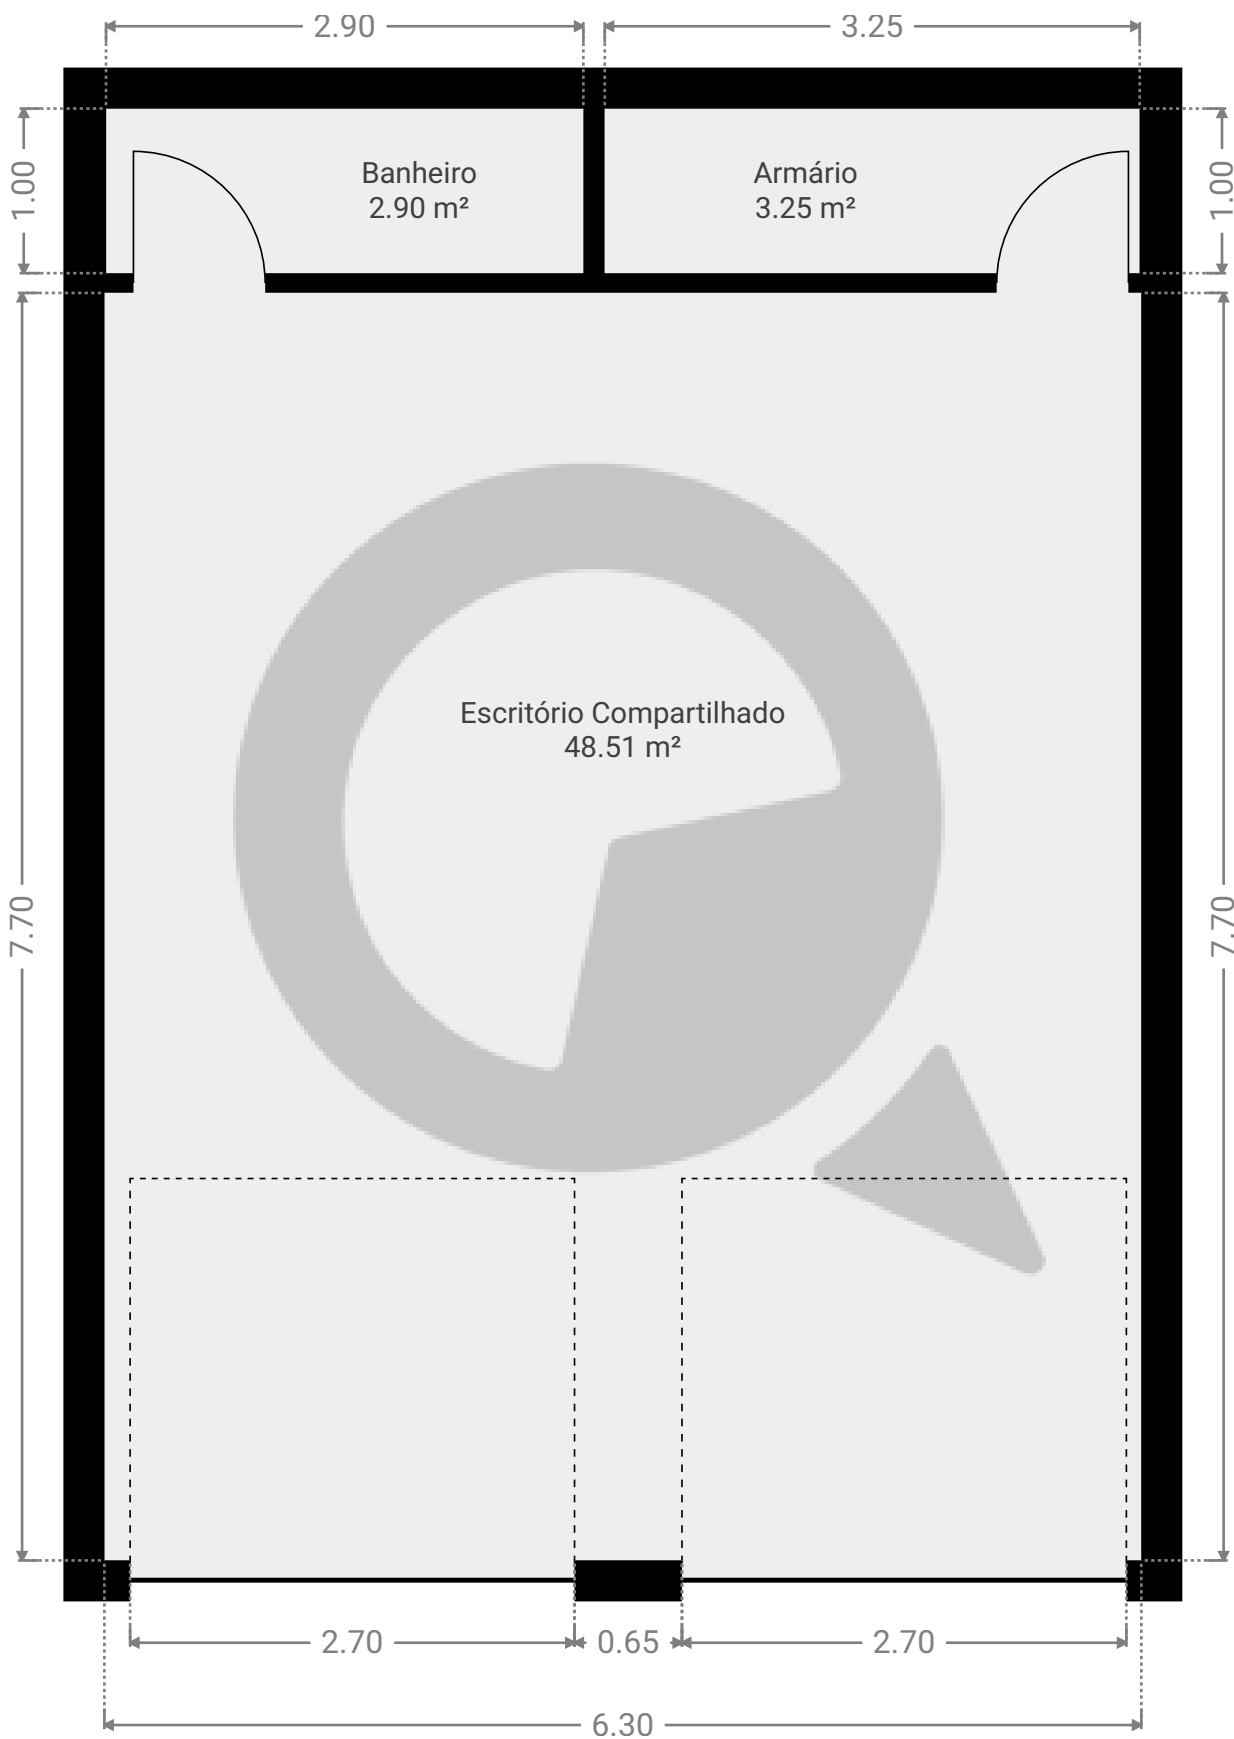 2.90
3.25
1.00
Banheiro
2.90 m²
Armário
3.25 m²
1.00
Escritório Compartilhado
48.51 m²
7.70
7.70
2.70
0.65
2.70
6.30